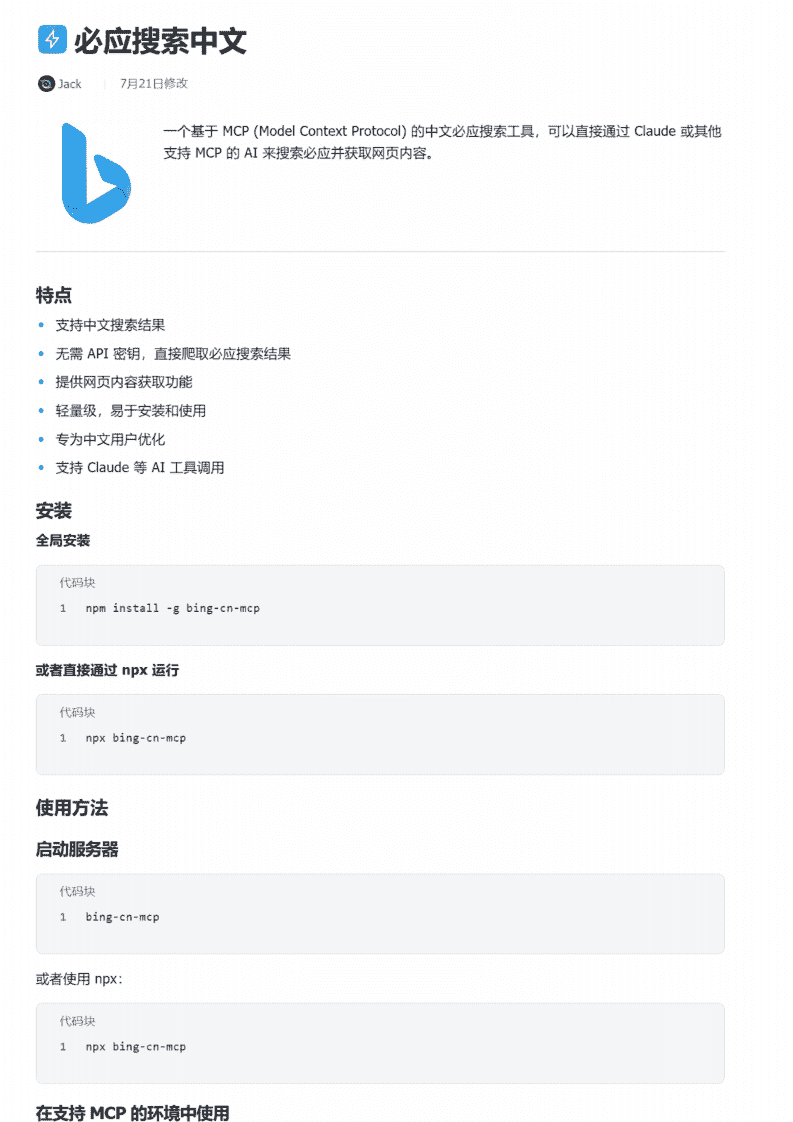 必应搜索中文
Jack
7月21日修改
一个基于 MCP (Model Context Protocol) 的中文必应搜索工具，可以直接通过 Claude 或其他
支持 MCP 的 AI 来搜索必应并获取网页内容。
特点
支持中文搜索结果
无需 API 密钥，直接爬取必应搜索结果
提供网页内容获取功能
轻量级，易于安装和使用
专为中文用户优化
支持 Claude 等 AI 工具调用
安装
全局安装
代码块
1 npm install -g bing-cn-mcp
或者直接通过 npx 运行
代码块
1 npx bing-cn-mcp
使用方法
启动服务器
代码块
1 bing-cn-mcp
或者使用 npx：
代码块
1 npx bing-cn-mcp
在支持 MCP 的环境中使用